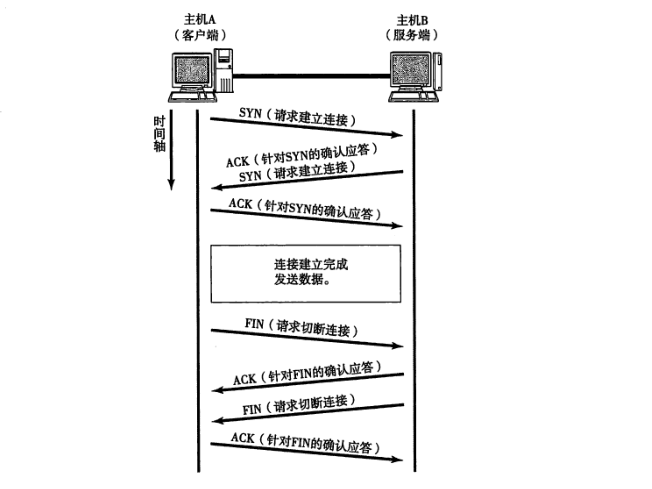 主机A
（客户端）
主机B
（服务端）
时间轴
SYN（请求建立连接）
ACK（针对SYN的确认应答）
SYN（请求建立连接）
ACK（针对SYN的确认应答）
连接建立完成
发送数据。
FIN（请求切断连接）
ACK（针对FIN的确认应答）
FIN（请求切断连接）
ACK（针对FIN的确认应答）